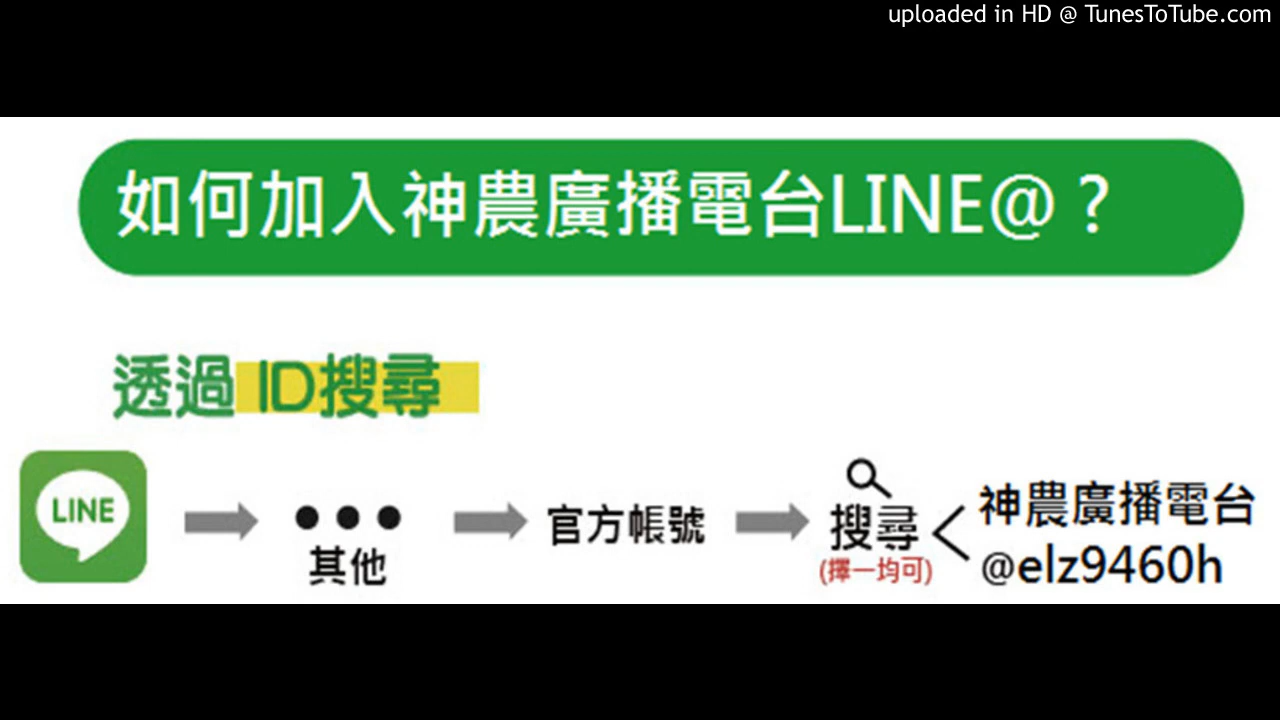 uploaded in HD @ TunesToTube.com
如何加入神農廣播電台LINE@？
透過 ID搜尋
LINE
其他
官方帳號
搜尋
(擇一均可)
神農廣播電台
@elz9460h